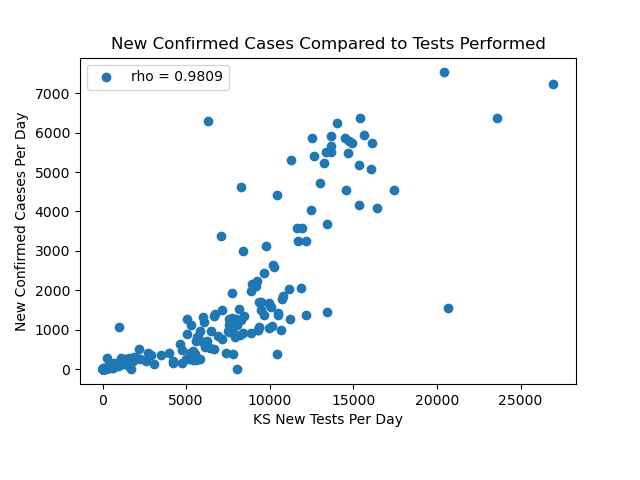 New Confirmed Cases Compared to Tests Performed
rho = 0.9809
New Confirmed Caeses Per Day
7000
6000
5000
4000
3000
2000
1000
0
0 5000 10000 15000 20000 25000
KS New Tests Per Day